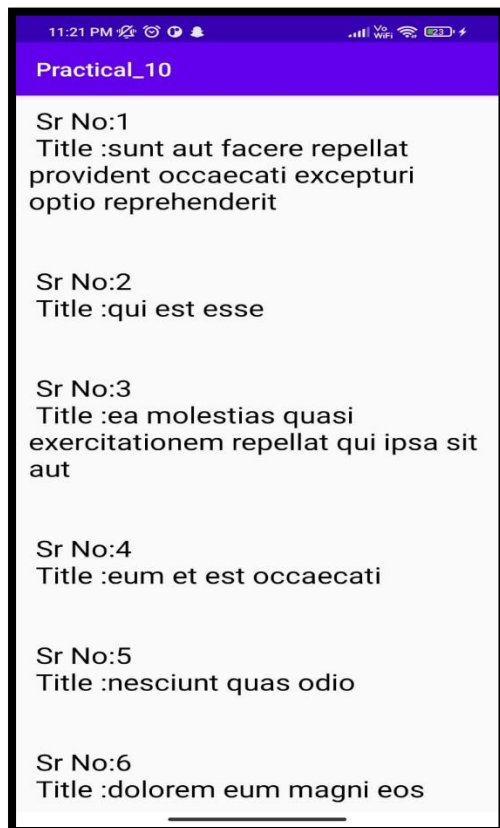 11:21 PM
Vo
WiFi
23
Practical_10
Sr No:1
Title :sunt aut facere repellat
provident occaecati excepturi
optio reprehenderit
Sr No:2
Title :qui est esse
Sr No:3
Title :ea molestias quasi
exercitationem repellat qui ipsa sit
aut
Sr No:4
Title :eum et est occaecati
Sr No:5
Title :nesciunt quas odio
Sr No:6
Title :dolorem eum magni eos